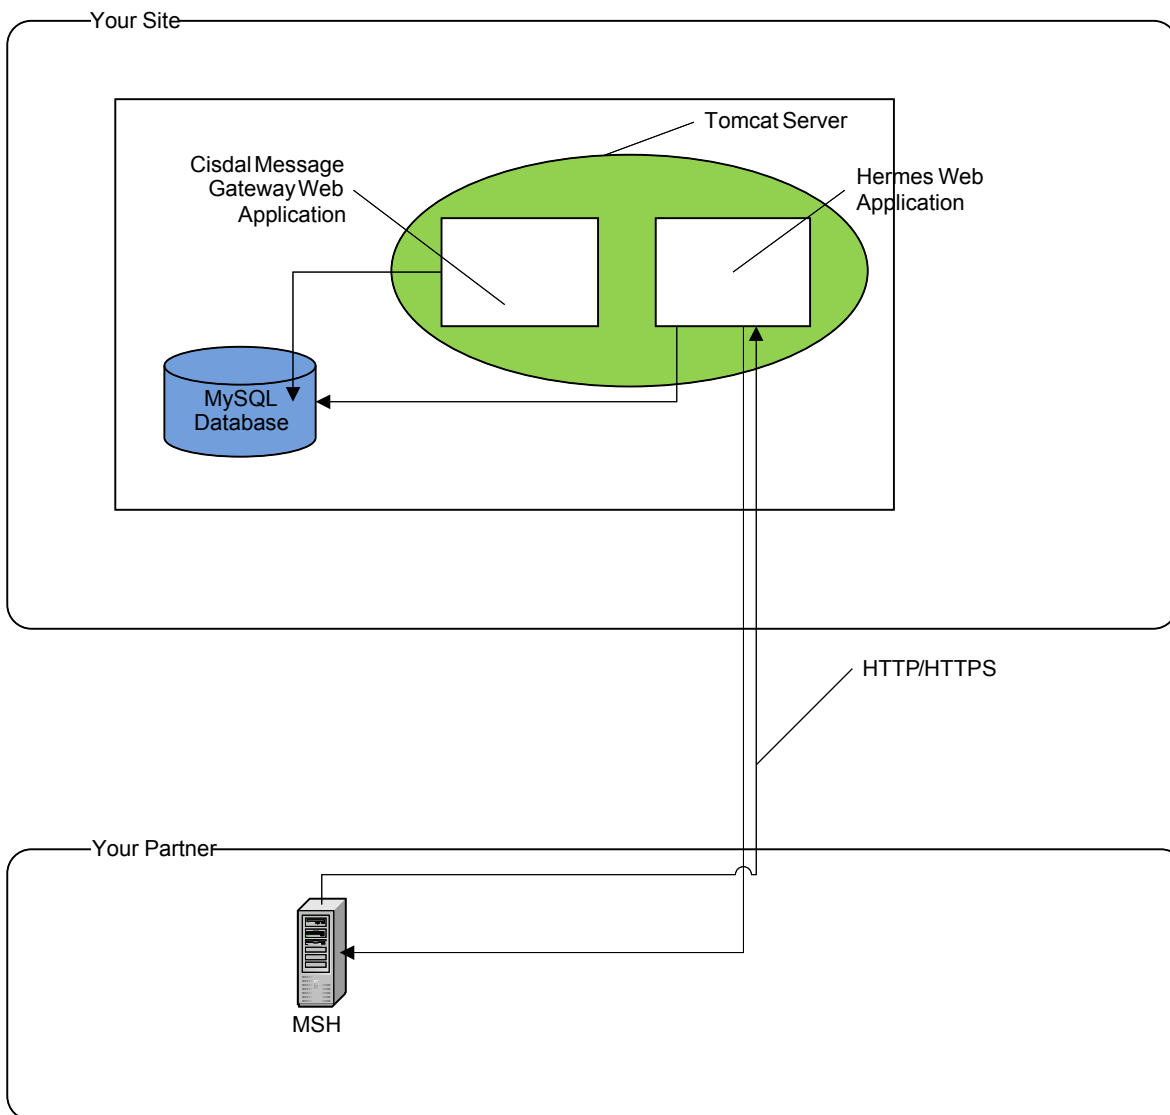 Your Site
Tomcat Server
Cisdal Message
Gateway Web
Application
Hermes Web
Application
MySQL
Database
HTTP/HTTPS
Your Partner
MSH